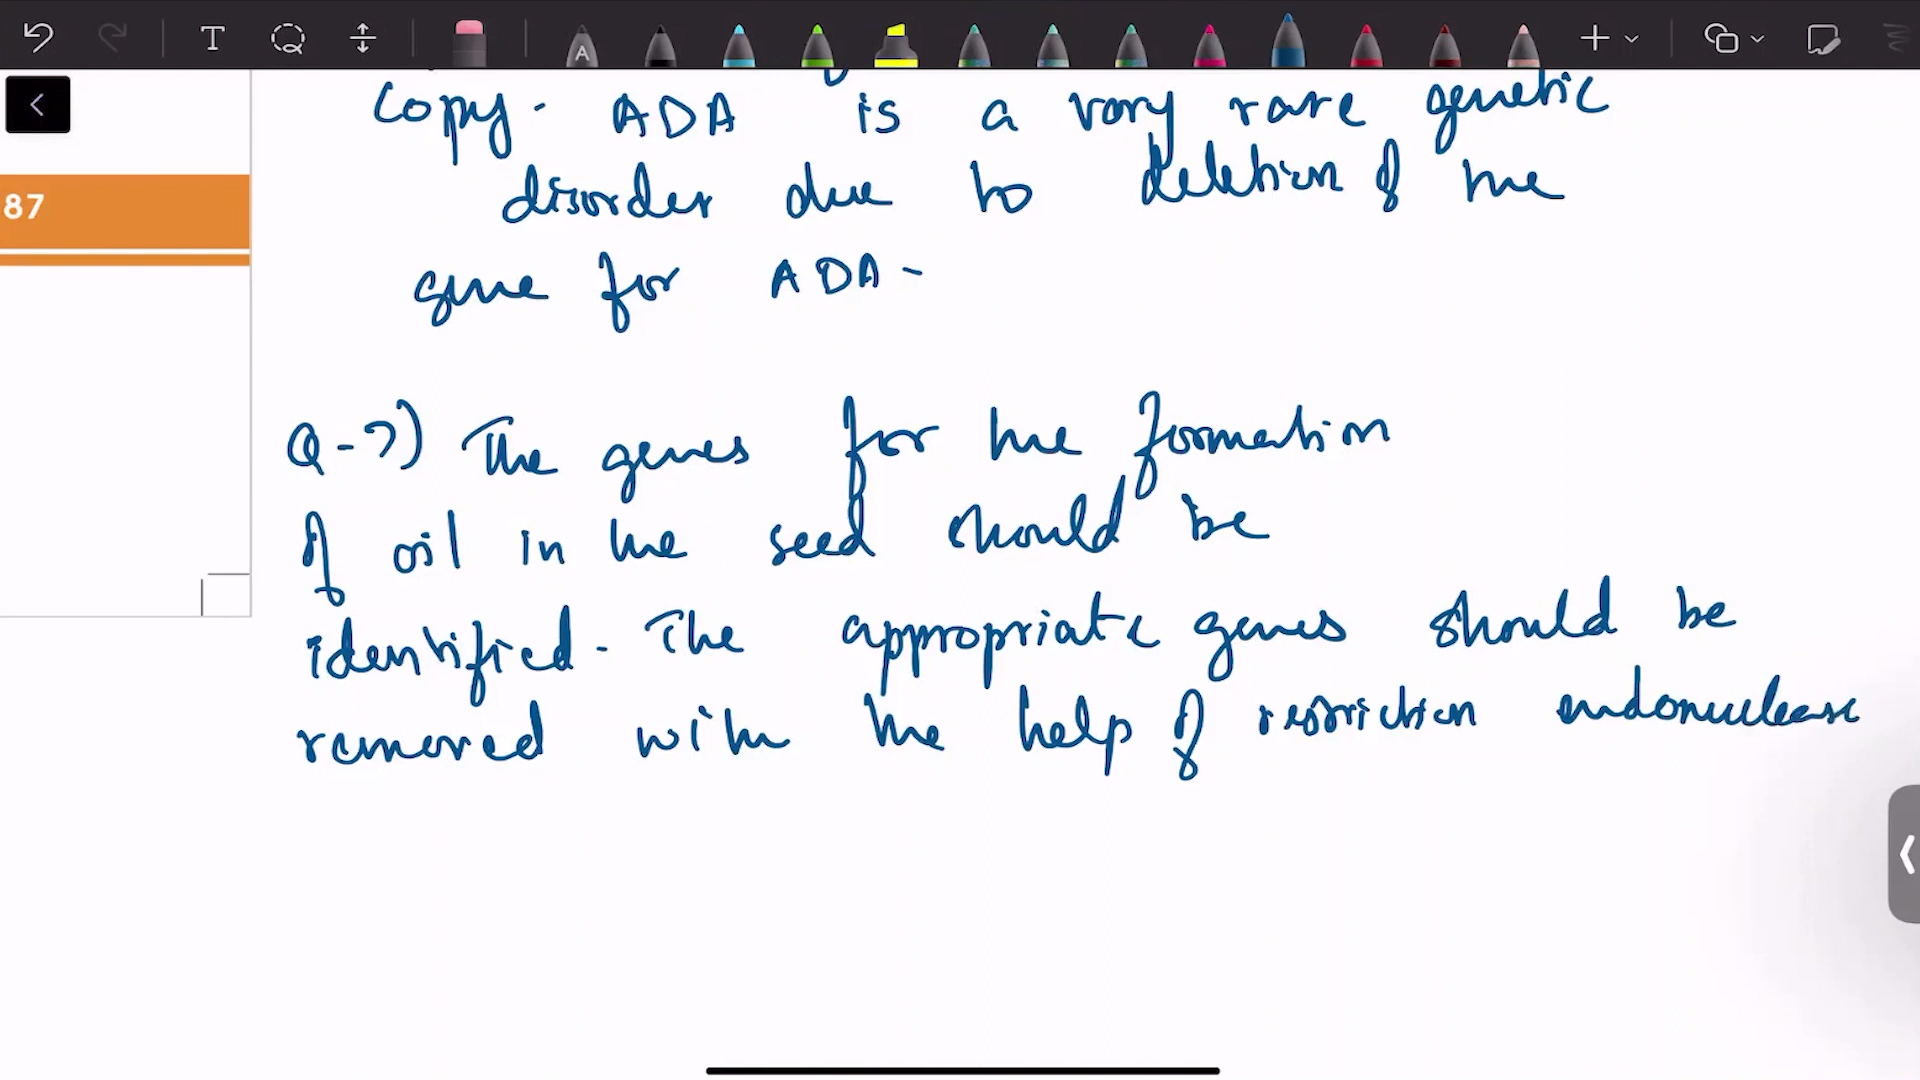 T
A
87
copy. ADA is a very rare genetic
disorder due to deletion of the
gene for ADA.
Q-7) The genes for the formation
of oil in the seed should be
identified. The appropriate genes should be
removed with the help of restriction endonuclease